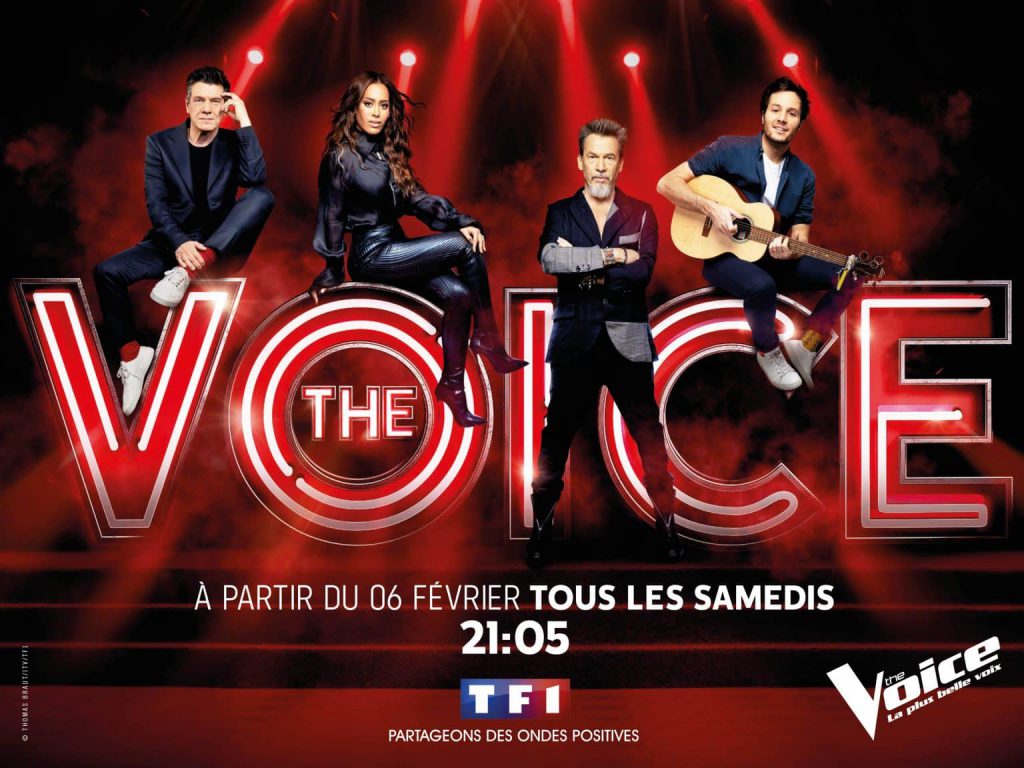 THE
VOICE
À PARTIR DU 06 FÉVRIER TOUS LES SAMEDIS
21:05
TF1
PARTAGEONS DES ONDES POSITIVES
the
Voice
La plus belle voix
© THOMAS BRAUT/ITV/TF1